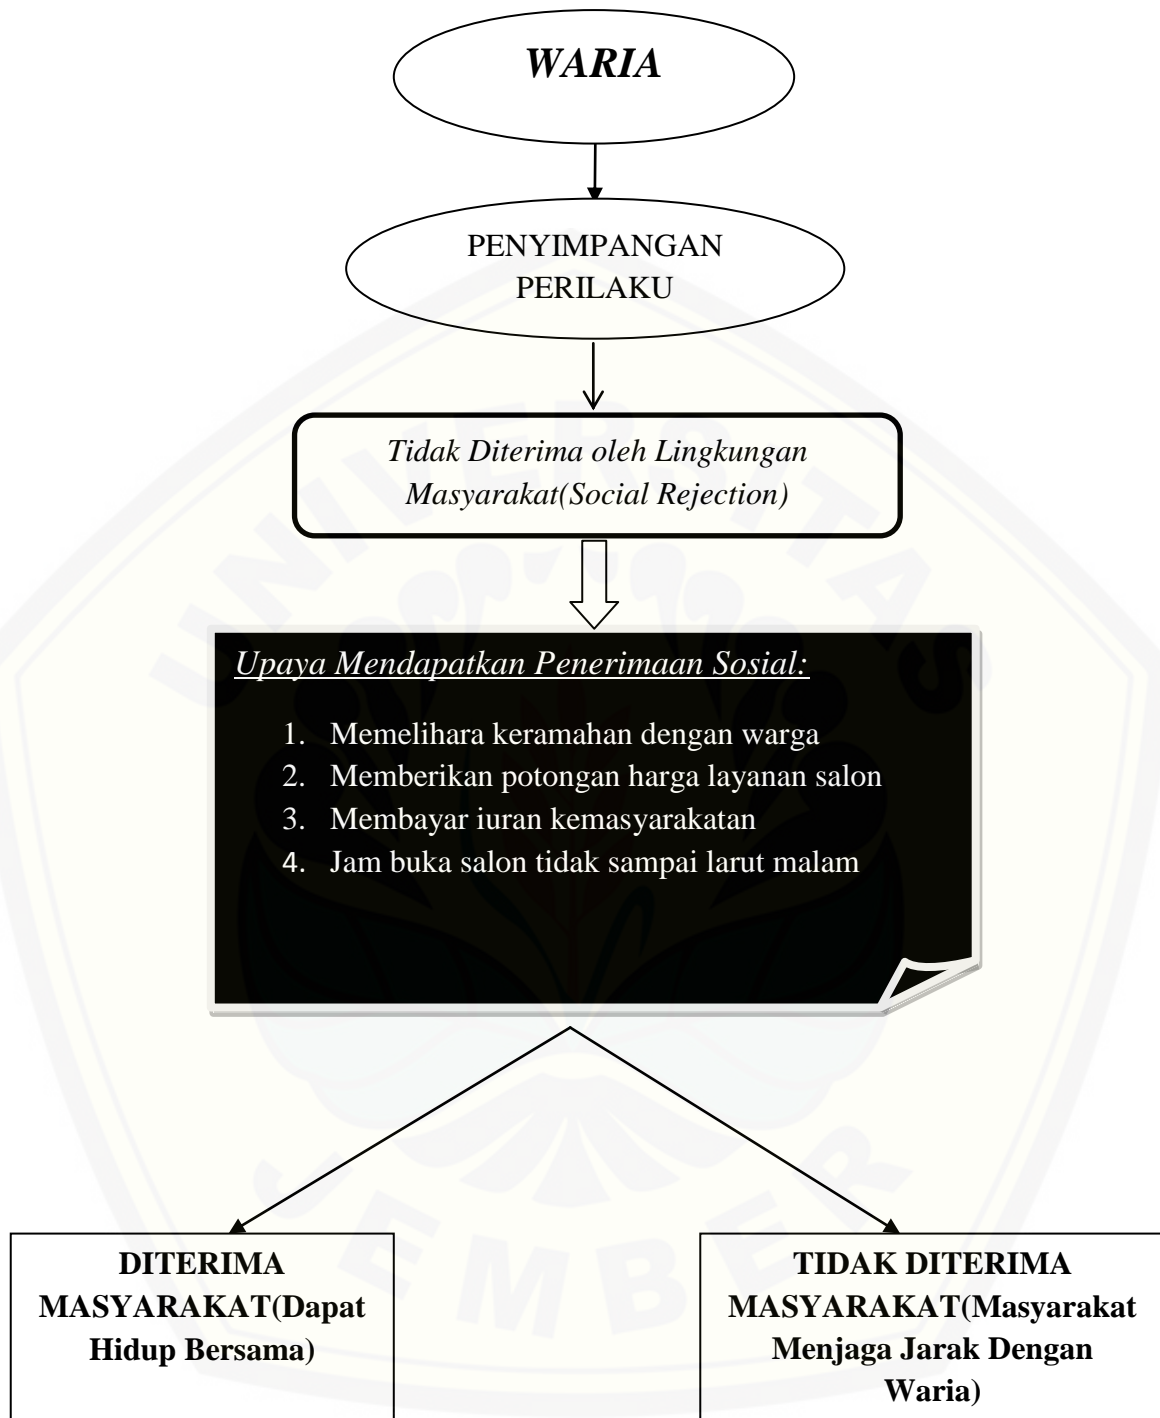 WARIA
PENYIMPANGAN
PERILAKU
Tidak Diterima oleh Lingkungan
Masyarakat(Social Rejection)
Upaya Mendapatkan Penerimaan Sosial:
1. Memelihara keramahan dengan warga
2. Memberikan potongan harga layanan salon
3. Membayar iuran kemasyarakatan
4. Jam buka salon tidak sampai larut malam
DITERIMA
MASYARAKAT(Dapat
Hidup Bersama)
TIDAK DITERIMA
MASYARAKAT(Masyarakat
Menjaga Jarak Dengan
Waria)
UNIVERSITAS
JEMBER